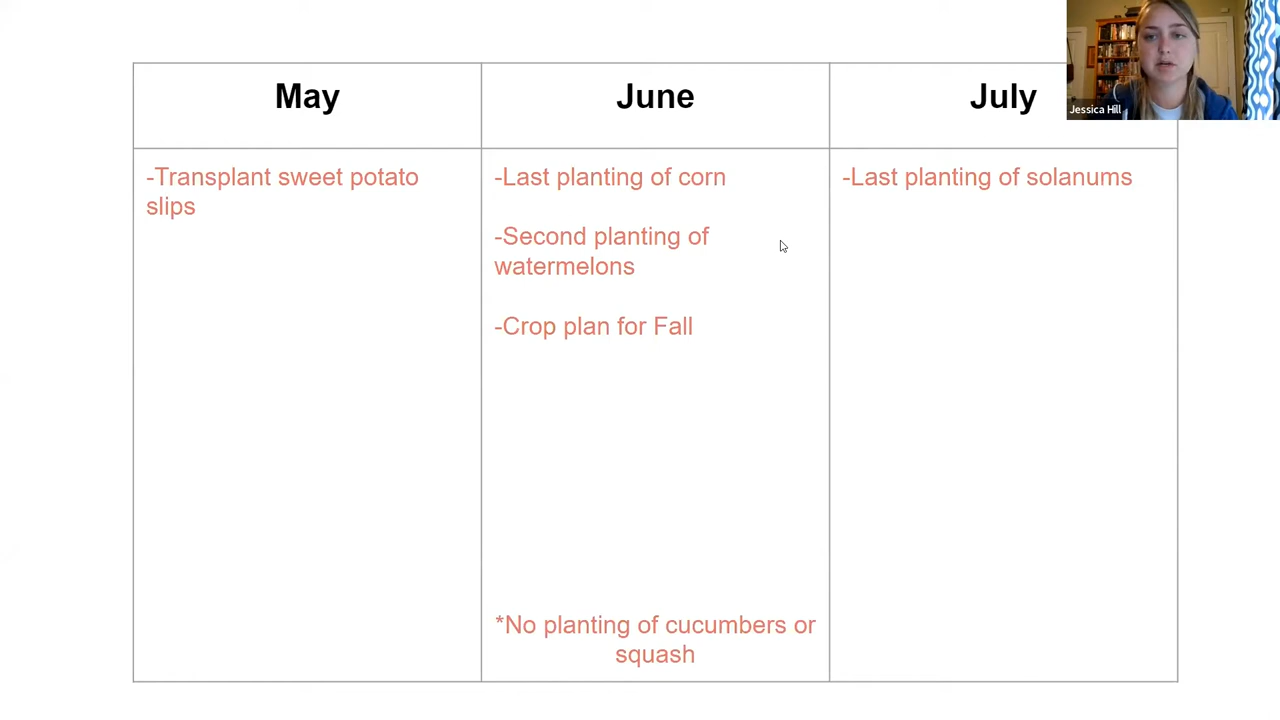 May
June
July
Jessica Hill
-Transplant sweet potato
slips
-Last planting of corn
-Second planting of
watermelons
-Crop plan for Fall
*No planting of cucumbers or
squash
-Last planting of solanums